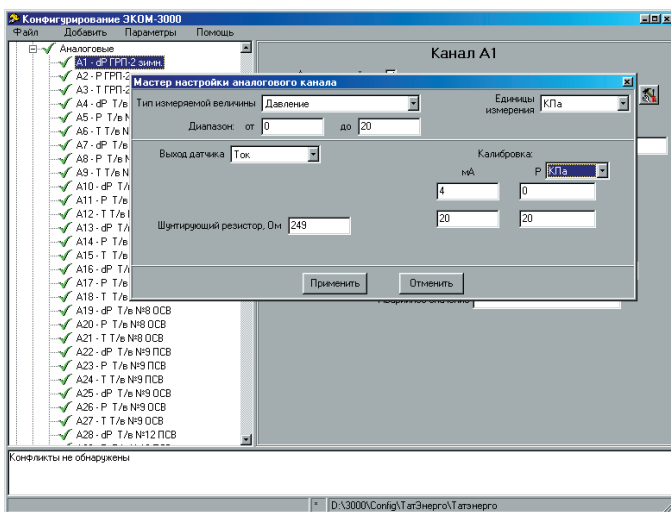 Конфигурирование ЭКОМ-3000
Файл Добавить Параметры Помощь
Аналоговые
A1 - dP ГРП-2 зимн.
A2 - P ГРП-2
A3 - T ГРП-2
A4 - dP Т/в
A5 - P Т/в
A6 - T Т/в
A7 - dP Т/в
A8 - P Т/в
A9 - T Т/в
A10 - dP Т/
A11 - P Т/в
A12 - T Т/в
A13 - dP Т/
A14 - P Т/в
A15 - T Т/в
A16 - dP Т/
A17 - P Т/в
A18 - T Т/в
A19 - dP Т/в №8 ОСВ
A20 - P Т/в №8 ОСВ
A21 - T Т/в №8 ОСВ
A22 - dP Т/в №9 ПСВ
A23 - P Т/в №9 ПСВ
A24 - T Т/в №9 ПСВ
A25 - dP Т/в №9 ОСВ
A26 - P Т/в №9 ОСВ
A27 - T Т/в №9 ОСВ
A28 - dP Т/в №12 ПСВ
Канал A1
Мастер настройки аналогового канала
Тип измеряемой величины Давление
Единицы измерения КПа
Диапазон: от 0 до 20
Выход датчика Ток
Калибровка:
мА P КПа
4 0
20 20
Шунтирующий резистор, Ом 249
Применить Отменить
Конфликты не обнаружены
* D:\3000\Config\ТатЭнерго\Татэнерго